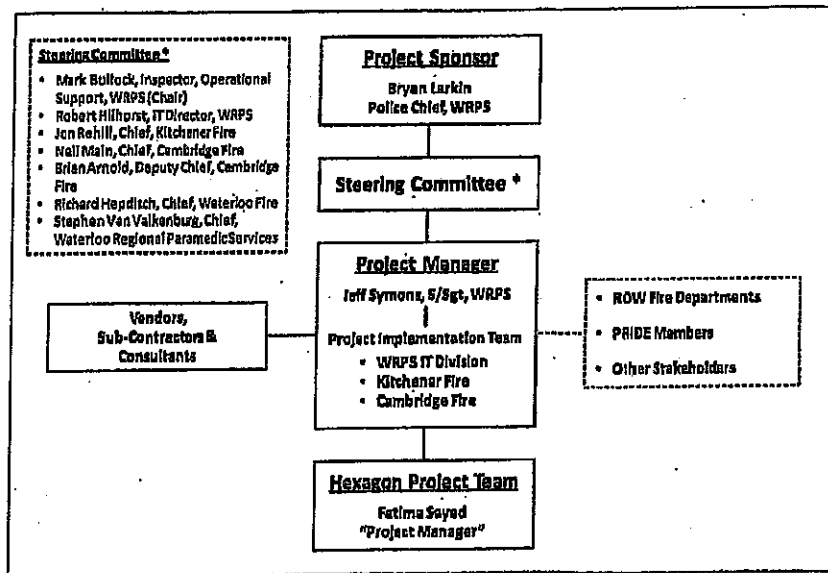 Steering Committee*
• Mark Bullock, Inspector, Operational
Support, WRPS (Chair)
• Robert Hilhorst, IT Director, WRPS
• Jon Rehill, Chief, Kitchener Fire
• Neil Main, Chief, Cambridge Fire
• Brian Arnold, Deputy Chief, Cambridge
Fire
• Richard Hepditch, Chief, Waterloo Fire
• Stephen Van Valkenburg, Chief,
Waterloo Regional Paramedic Services
Project Sponsor
Bryan Larkin
Police Chief, WRPS
Steering Committee *
Project Manager
Jeff Symons, S/Sgt, WRPS
Project Implementation Team
• WRPS IT Division
• Kitchener Fire
• Cambridge Fire
Vendors,
Sub-Contractors &
Consultants
• ROW Fire Departments
• PRIDE Members
• Other Stakeholders
Hexagon Project Team
Fatima Sayed
"Project Manager"